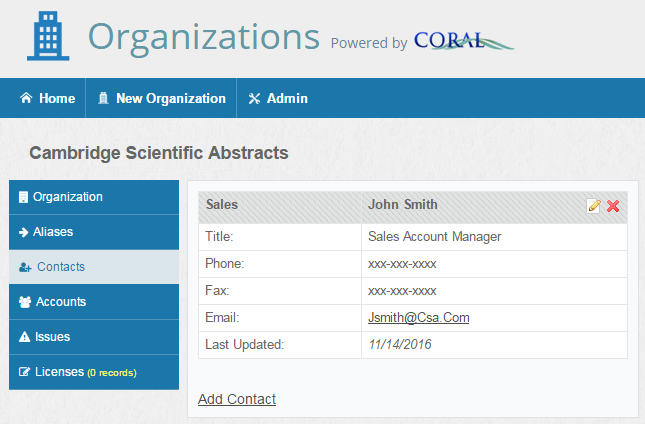 Organizations Powered by CORAL
Home New Organization Admin
Cambridge Scientific Abstracts
Organization
Aliases
Contacts
Accounts
Issues
Licenses (0 records)
Sales John Smith
Title: Sales Account Manager
Phone: xxx-xxx-xxxx
Fax: xxx-xxx-xxxx
Email: Jsmith@Csa.Com
Last Updated: 11/14/2016
Add Contact